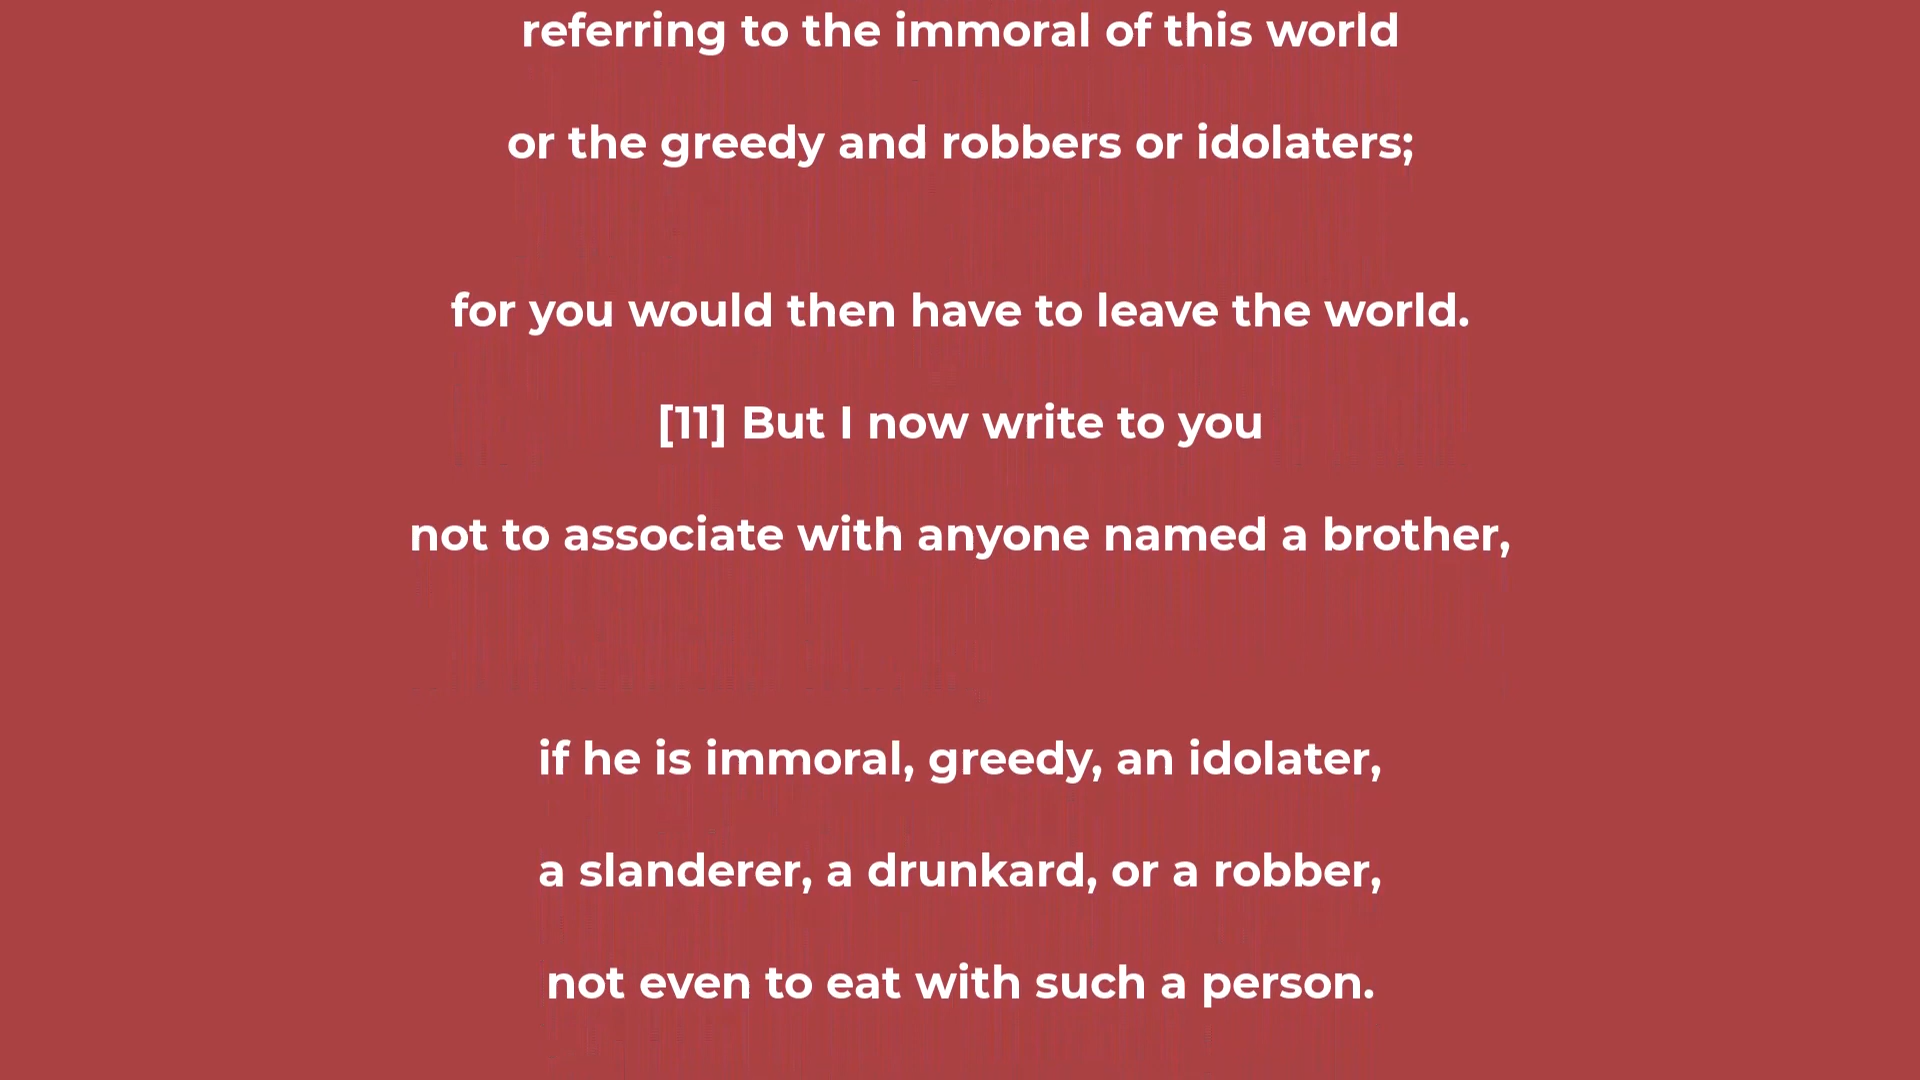 referring to the immoral of this world
or the greedy and robbers or idolaters;
for you would then have to leave the world.
[11] But I now write to you
not to associate with anyone named a brother,
if he is immoral, greedy, an idolater,
a slanderer, a drunkard, or a robber,
not even to eat with such a person.